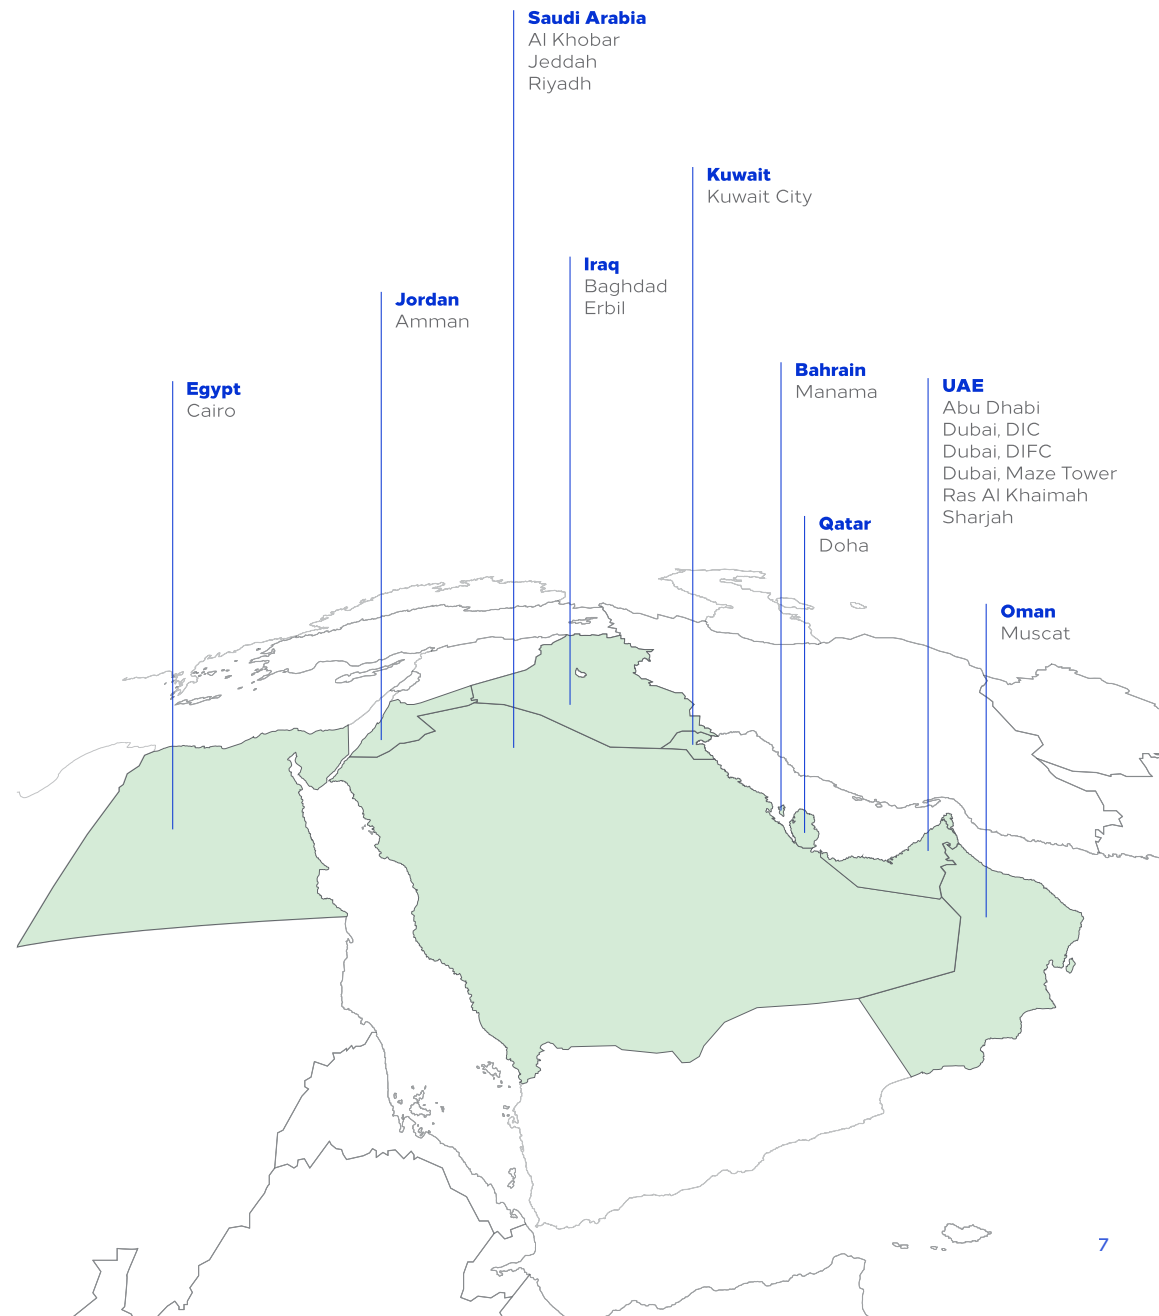 Saudi Arabia
Al Khobar
Jeddah
Riyadh
Kuwait
Kuwait City
Iraq
Baghdad
Erbil
Jordan
Amman
Bahrain
Manama
Egypt
Cairo
UAE
Abu Dhabi
Dubai, DIC
Dubai, DIFC
Dubai, Maze Tower
Ras Al Khaimah
Sharjah
Qatar
Doha
Oman
Muscat
7